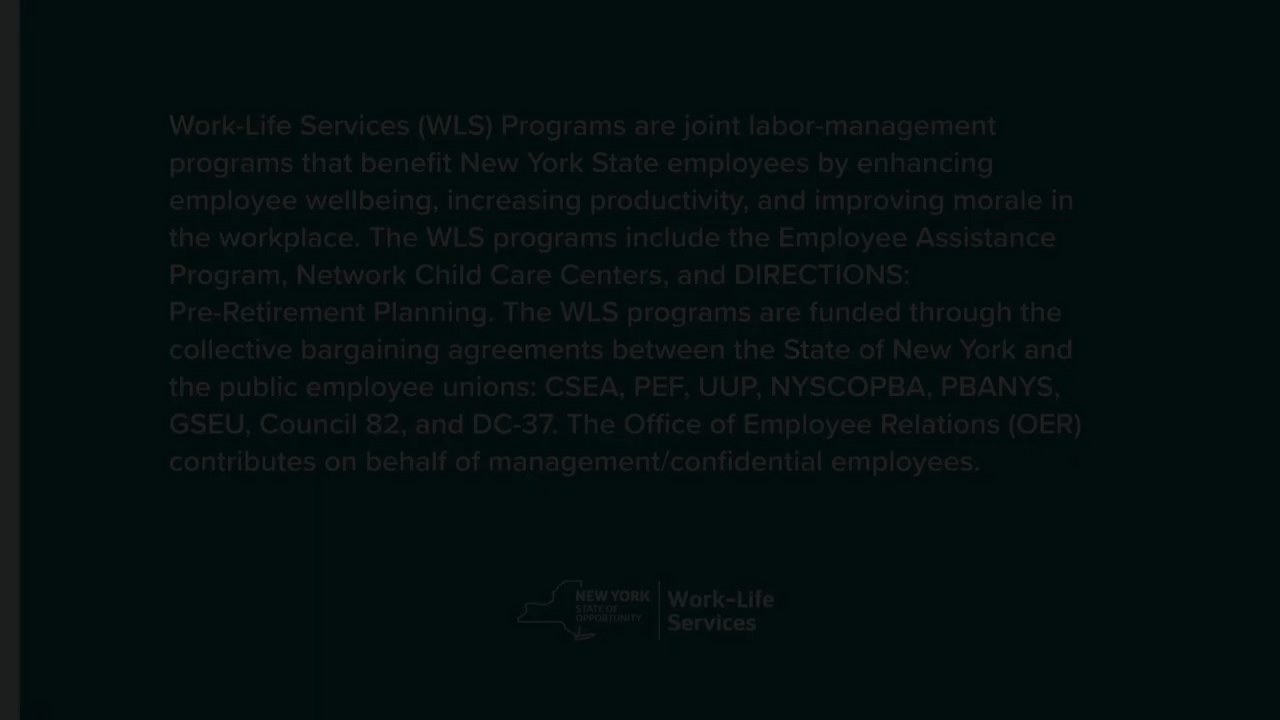 Work-Life Services (WLS) Programs are joint labor-management
programs that benefit New York State employees by enhancing
employee wellbeing, increasing productivity, and improving morale in
the workplace. The WLS programs include the Employee Assistance
Program, Network Child Care Centers, and DIRECTIONS:
Pre-Retirement Planning. The WLS programs are funded through the
collective bargaining agreements between the State of New York and
the public employee unions: CSEA, PEF, UUP, NYSCOPBA, PBANYS,
GSEU, Council 82, and DC-37. The Office of Employee Relations (OER)
contributes on behalf of management/confidential employees.
NEW YORK
STATE OF
OPPORTUNITY
Work-Life
Services